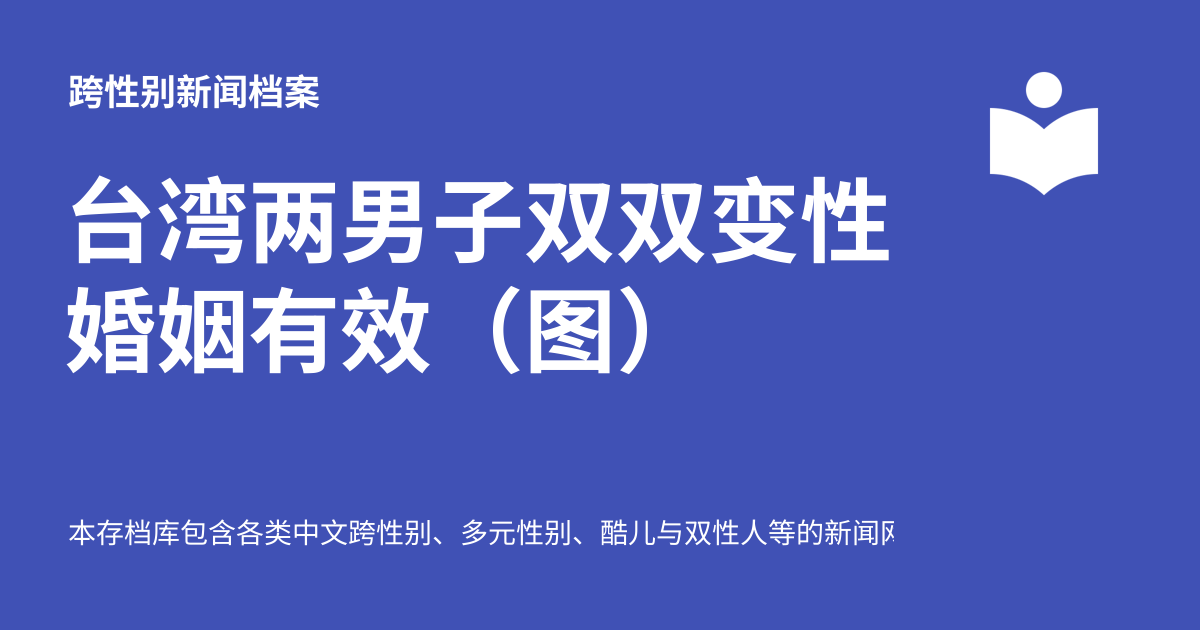 跨性别新闻档案
台湾两男子双双变性
婚姻有效（图）
本存档库包含各类中文跨性别、多元性别、酷儿与双性人等的新闻